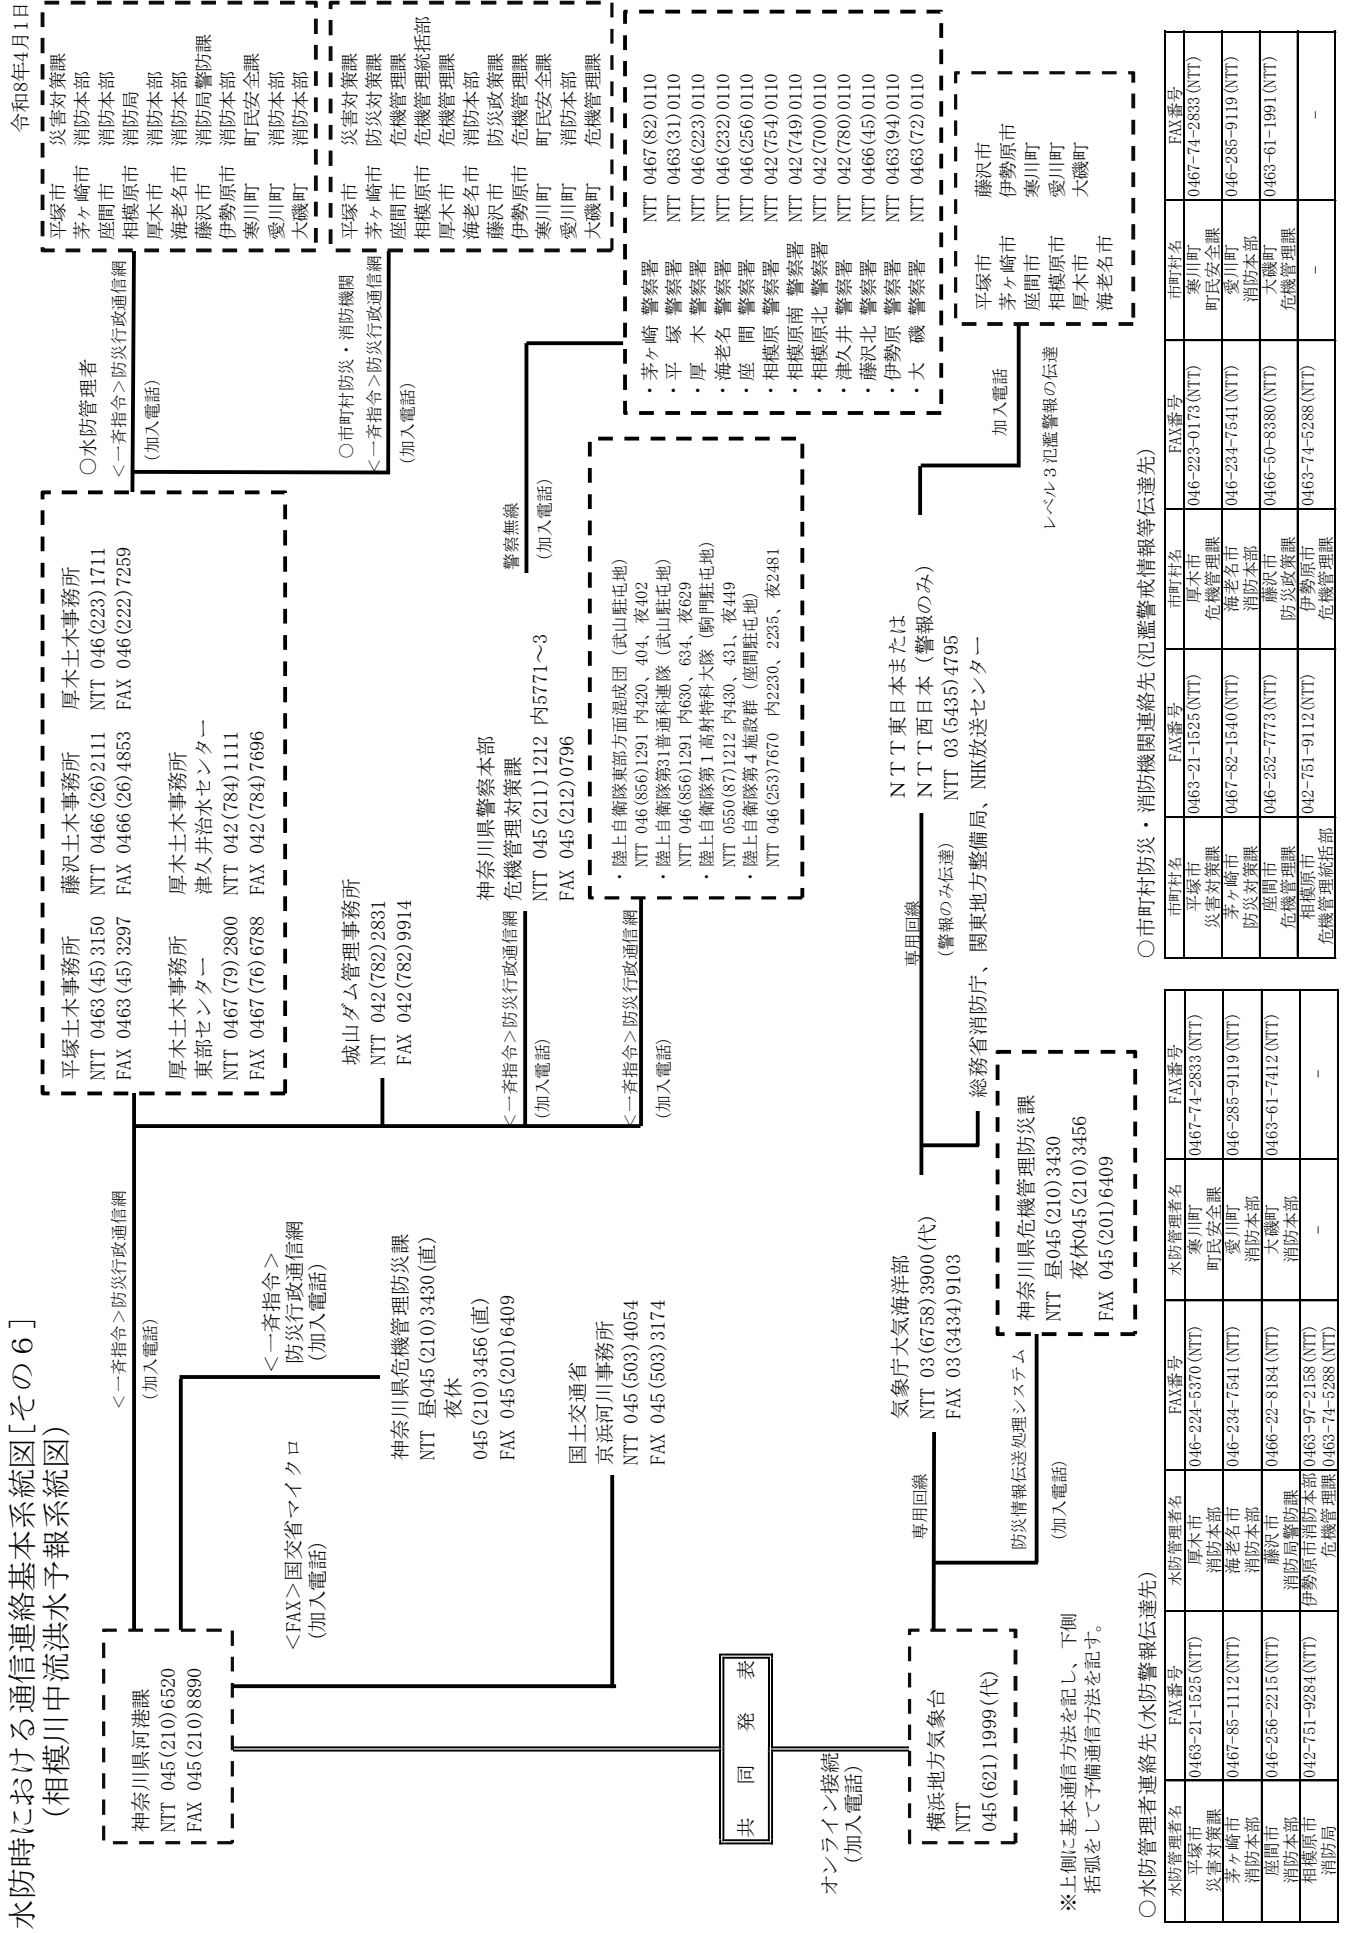 水防時における通信連絡基本系統図[その6]
(相模川中流洪水予報系統図)
令和8年4月1日
神奈川県河港課
NTT 045(210)6520
FAX 045(210)8890
<一斉指令>防災行政通信網
(加入電話)
<一斉指令>
防災行政通信網
(加入電話)
<FAX>国交省マイクロ
(加入電話)
神奈川県危機管理防災課
NTT 昼045(210)3430(直)
夜休
045(210)3456(直)
FAX 045(201)6409
国土交通省
京浜河川事務所
NTT 045(503)4054
FAX 045(503)3174
平塚土木事務所
NTT 0463(45)3150
FAX 0463(45)3297
藤沢土木事務所
NTT 0466(26)2111
FAX 0466(26)4853
厚木土木事務所
NTT 046(223)1711
FAX 046(222)7259
厚木土木事務所
東部センター
NTT 0467(79)2800
FAX 0467(76)6788
厚木土木事務所
津久井治水センター
NTT 042(784)1111
FAX 042(784)7696
城山ダム管理事務所
NTT 042(782)2831
FAX 042(782)9914
<一斉指令>防災行政通信網
(加入電話)
神奈川県警察本部
危機管理対策課
NTT 045(211)1212 内5771～3
FAX 045(212)0796
<一斉指令>防災行政通信網
(加入電話)
・陸上自衛隊東部方面混成団 (武山駐屯地)
NTT 046(856)1291 内420、404、夜402
・陸上自衛隊第31普通科連隊 (武山駐屯地)
NTT 046(856)1291 内630、634、夜629
・陸上自衛隊第1高射特科大隊 (駒門駐屯地)
NTT 0550(87)1212 内430、431、夜449
・陸上自衛隊第4施設群 (座間駐屯地)
NTT 046(253)7670 内2230、2235、夜2481
○水防管理者
<一斉指令>防災行政通信網
(加入電話)
平塚市 災害対策課
茅ヶ崎市 消防本部
座間市 消防本部
相模原市 消防局
厚木市 消防本部
海老名市 消防本部
藤沢市 消防局警防課
伊勢原市 消防本部
寒川町 町民安全課
愛川町 消防本部
大磯町 消防本部
○市町村防災・消防機関
<一斉指令>防災行政通信網
(加入電話)
平塚市 災害対策課
茅ヶ崎市 防災対策課
座間市 危機管理課
相模原市 危機管理統括部
厚木市 危機管理課
海老名市 消防本部
藤沢市 防災政策課
伊勢原市 危機管理課
寒川町 町民安全課
愛川町 消防本部
大磯町 危機管理課
警察無線
(加入電話)
・茅ヶ崎 警察署 NTT 0467(82)0110
・平 塚 警察署 NTT 0463(31)0110
・厚 木 警察署 NTT 046(223)0110
・海老名 警察署 NTT 046(232)0110
・座 間 警察署 NTT 046(256)0110
・相模原 警察署 NTT 042(754)0110
・相模原南 警察署 NTT 042(749)0110
・相模原北 警察署 NTT 042(700)0110
・津久井 警察署 NTT 042(780)0110
・藤沢北 警察署 NTT 0466(45)0110
・伊勢原 警察署 NTT 0463(94)0110
・大 磯 警察署 NTT 0463(72)0110
共 同 発 表
オンライン接続
(加入電話)
横浜地方気象台
NTT
045(621)1999(代)
専用回線
気象庁大気海洋部
NTT 03(6758)3900(代)
FAX 03(3434)9103
防災情報伝送処理システム
(加入電話)
神奈川県危機管理防災課
NTT 昼045(210)3430
夜休045(210)3456
FAX 045(201)6409
専用回線
(警報のみ伝達)
総務省消防庁、関東地方整備局、NHK放送センター
NTT東日本または
NTT西日本(警報のみ)
NTT 03(5435)4795
加入電話
レベル3氾濫警報の伝達
平塚市 藤沢市
茅ヶ崎市 伊勢原市
座間市 寒川町
相模原市 愛川町
厚木市 大磯町
海老名市
※上側に基本通信方法を記し、下側
括弧をして予備通信方法を記す。
○水防管理者連絡先(水防警報伝達先)
水防管理者名 FAX番号 水防管理者名 FAX番号 水防管理者名 FAX番号
平塚市 災害対策課 0463-21-1525(NTT) 厚木市 消防本部 046-224-5370(NTT) 寒川町 町民安全課 0467-74-2833(NTT)
茅ヶ崎市 消防本部 0467-85-1112(NTT) 海老名市 消防本部 046-234-7541(NTT) 愛川町 消防本部 046-285-9119(NTT)
座間市 消防本部 046-256-2215(NTT) 藤沢市 消防局警防課 0466-22-8184(NTT) 大磯町 消防本部 0463-61-7412(NTT)
相模原市 消防局 042-751-9284(NTT) 伊勢原市消防本部 0463-97-2158(NTT) 危機管理課 0463-74-5288(NTT) - -
○市町村防災・消防機関連絡先(氾濫警戒情報等伝達先)
市町村名 FAX番号 市町村名 FAX番号 市町村名 FAX番号
平塚市 災害対策課 0463-21-1525(NTT) 厚木市 危機管理課 046-223-0173(NTT) 寒川町 町民安全課 0467-74-2833(NTT)
茅ヶ崎市 防災対策課 0467-82-1540(NTT) 海老名市 消防本部 046-234-7541(NTT) 愛川町 消防本部 046-285-9119(NTT)
座間市 危機管理課 046-252-7773(NTT) 藤沢市 防災政策課 0466-50-8380(NTT) 大磯町 危機管理課 0463-61-1991(NTT)
相模原市 危機管理統括部 042-751-9112(NTT) 伊勢原市 危機管理課 0463-74-5288(NTT) - -